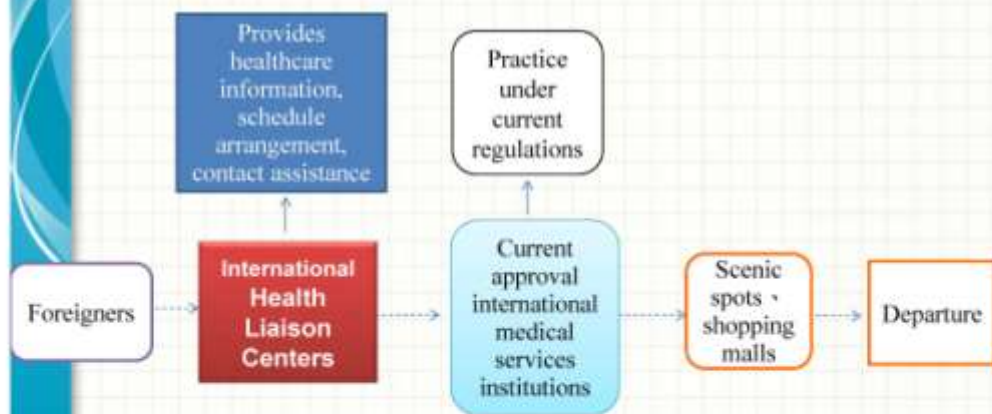 Provides
healthcare
information,
schedule
arrangement,
contact assistance
Practice
under
current
regulations
Foreigners
International
Health
Liaison
Centers
Current
approval
international
medical
services
institutions
Scenic
spots、
shopping
malls
Departure